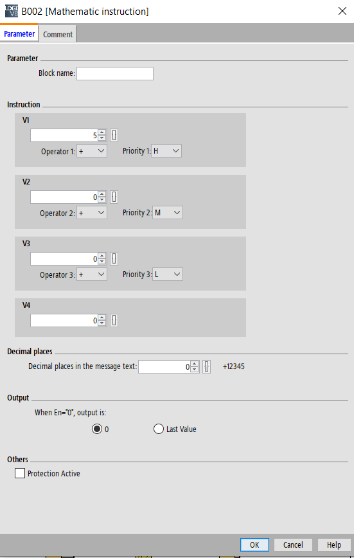 B002 [Mathematic instruction]
Parameter Comment
Parameter
Block name:
Instruction
V1
5
Operator 1: + Priority 1: H
V2
0
Operator 2: + Priority 2: M
V3
0
Operator 3: + Priority 3: L
V4
0
Decimal places
Decimal places in the message text: 0 +12345
Output
When En="0", output is:
0 Last Value
Others
Protection Active
OK Cancel Help